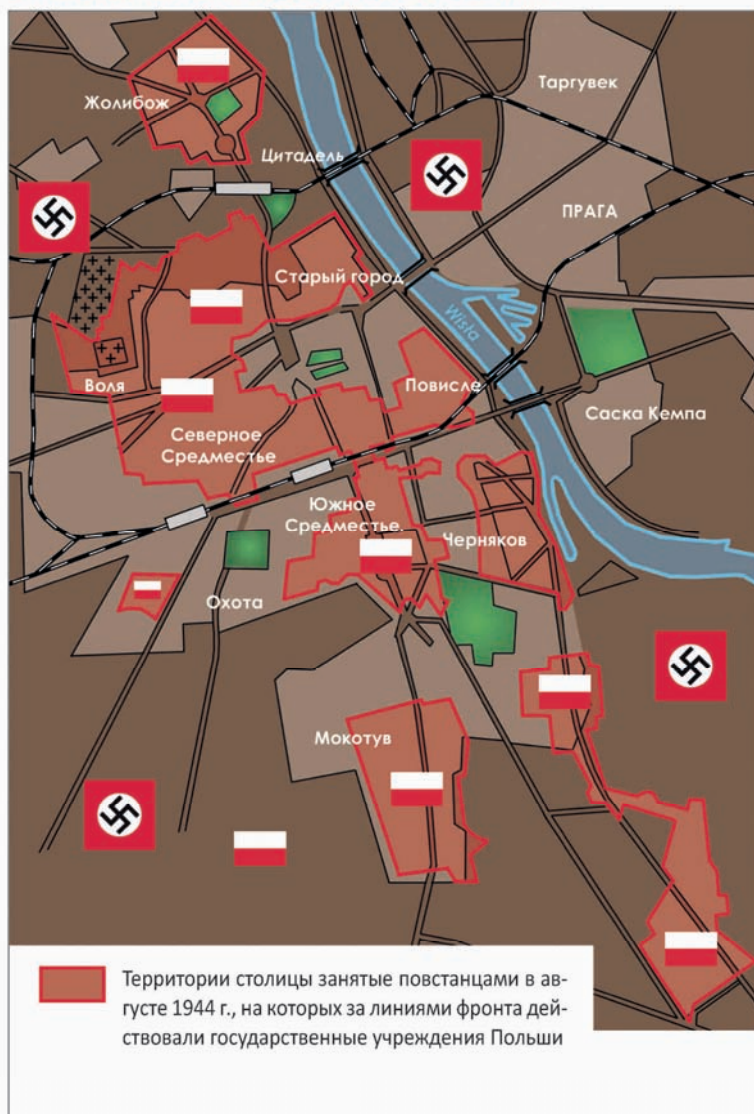 Таргувек
Жолибож
Цитадель
ПРАГА
Старый город
Wisła
Воля
Повисле
Саска Кемпа
Северное
Средместье
Южное
Средместье
Черняков
Охота
Мокотув
Территории столицы занятые повстанцами в ав-
густе 1944 г., на которых за линиями фронта дей-
ствовали государственные учреждения Польши